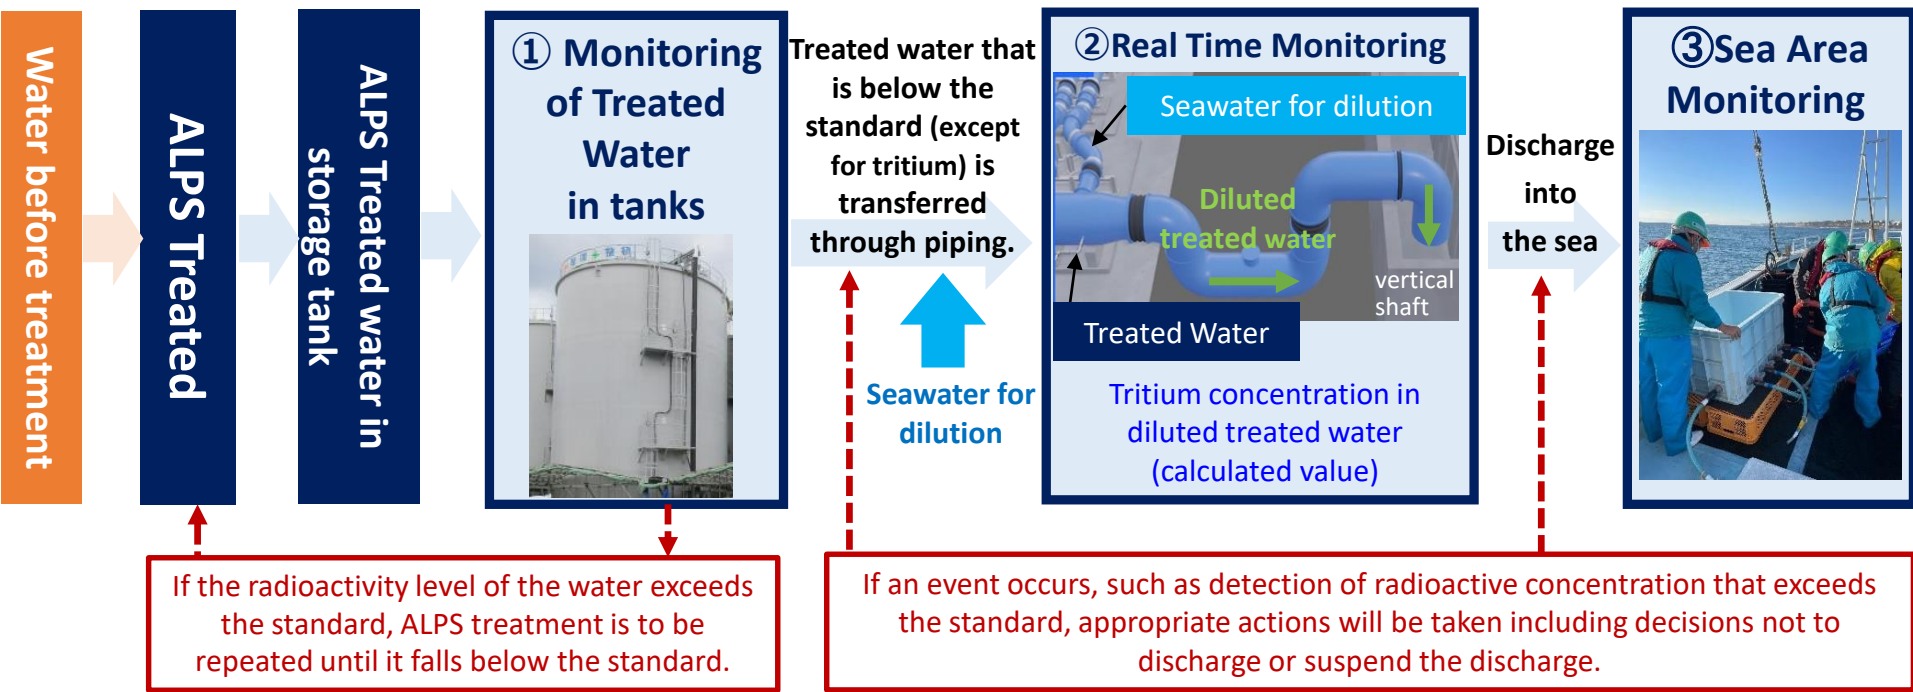 Water before treatment
ALPS Treated
ALPS Treated water in
storage tank
① Monitoring
of Treated
Water
in tanks
Treated water that
is below the
standard (except
for tritium) is
transferred
through piping.
Seawater for
dilution
②Real Time Monitoring
Seawater for dilution
Diluted
treated water
vertical
shaft
Treated Water
Tritium concentration in
diluted treated water
(calculated value)
Discharge
into
the sea
③Sea Area
Monitoring
If the radioactivity level of the water exceeds
the standard, ALPS treatment is to be
repeated until it falls below the standard.
If an event occurs, such as detection of radioactive concentration that exceeds
the standard, appropriate actions will be taken including decisions not to
discharge or suspend the discharge.